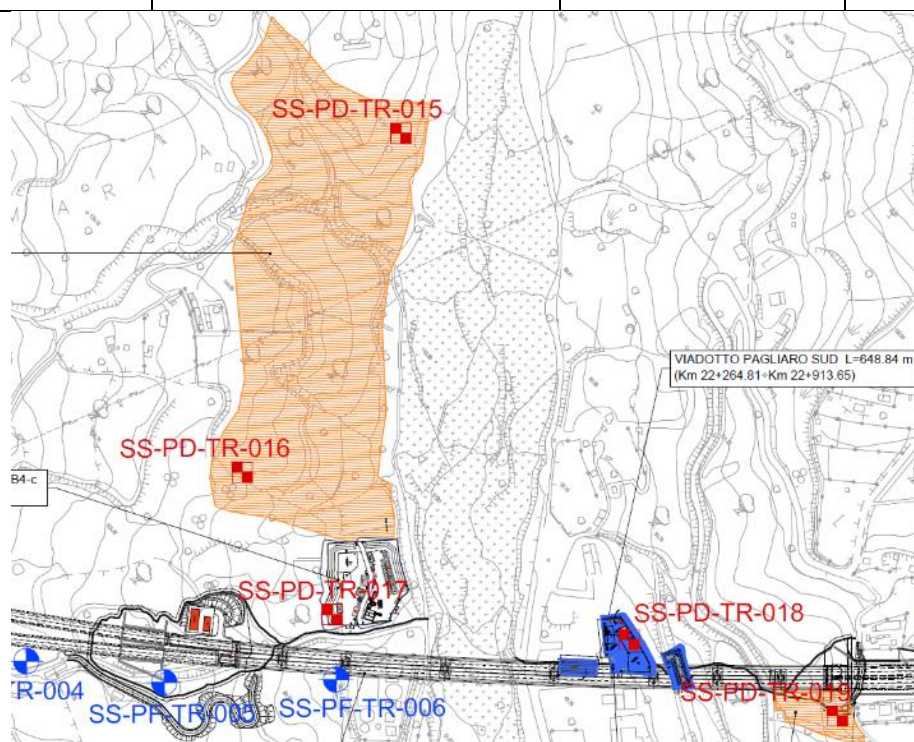 SS-PD-TR-015
MARIA
VIADOTTO PAGLIARO SUD L=648.84 m
(Km 22+264.81÷Km 22+913.65)
SS-PD-TR-016
B4-c
SS-PD-TR-017
SS-PD-TR-018
R-004
SS-PF-TR-005
SS-PF-TR-006
SS-PD-TR-019